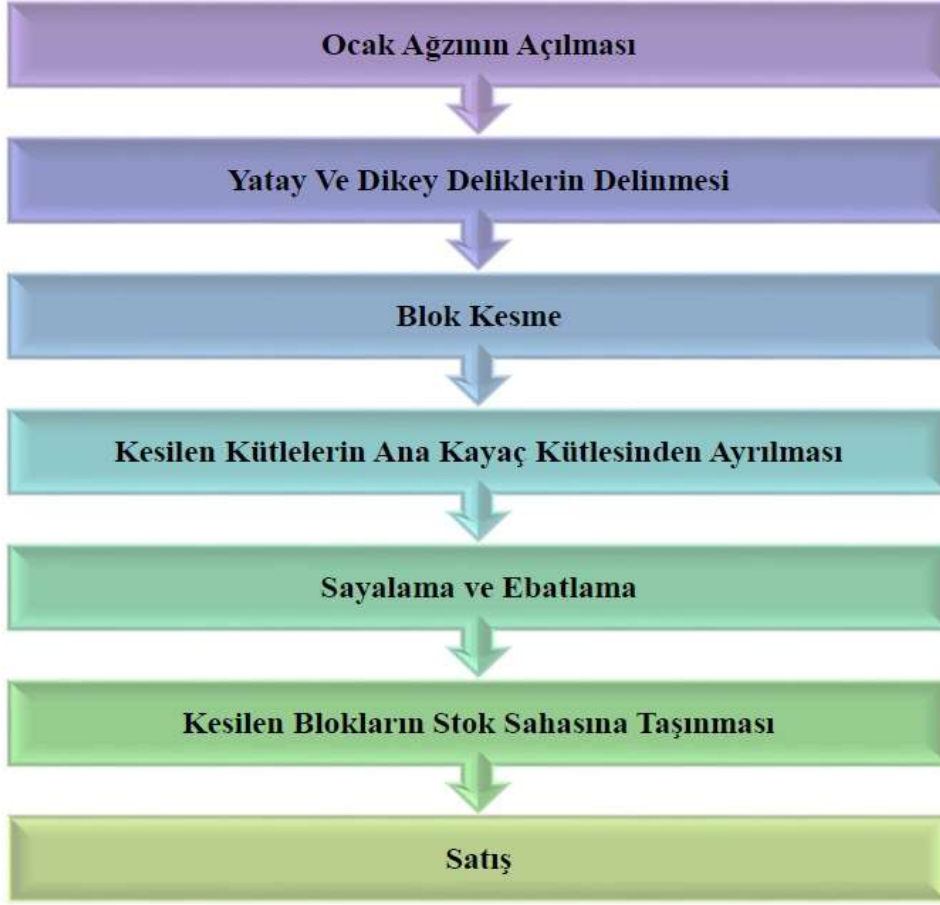 Ocak Ağzının Açılması
Yatay Ve Dikey Deliklerin Delinmesi
Blok Kesme
Kesilen Kütlelerin Ana Kayaç Kütlesinden Ayrılması
Sayalama ve Ebatlama
Kesilen Blokların Stok Sahasına Taşınması
Satış